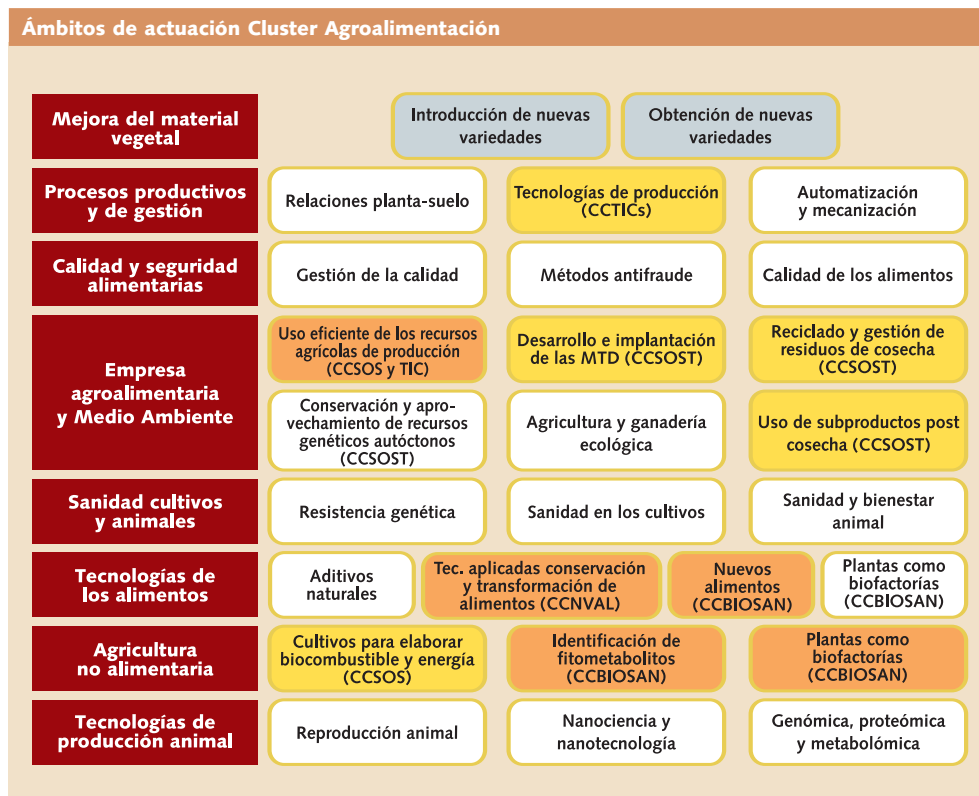 Ámbitos de actuación Cluster Agroalimentación
Mejora del material
vegetal
Introducción de nuevas
variedades
Obtención de nuevas
variedades
Procesos productivos
y de gestión
Relaciones planta-suelo
Tecnologías de producción
(CCTICs)
Automatización
y mecanización
Calidad y seguridad
alimentarias
Gestión de la calidad
Métodos antifraude
Calidad de los alimentos
Empresa
agroalimentaria
y Medio Ambiente
Uso eficiente de los recursos
agrícolas de producción
(CCSOS y TIC)
Desarrollo e implantación
de las MTD (CCSOST)
Reciclado y gestión de
residuos de cosecha
(CCSOST)
Conservación y apro-
vechamiento de recursos
genéticos autóctonos
(CCSOST)
Agricultura y ganadería
ecológica
Uso de subproductos post
cosecha (CCSOST)
Sanidad cultivos
y animales
Resistencia genética
Sanidad en los cultivos
Sanidad y bienestar
animal
Tecnologías de
los alimentos
Aditivos
naturales
Tec. aplicadas conservación
y transformación de
alimentos (CCNVAL)
Nuevos
alimentos
(CCBIOSAN)
Plantas como
biofactorías
(CCBIOSAN)
Agricultura
no alimentaria
Cultivos para elaborar
biocombustible y energía
(CCSOS)
Identificación de
fitometabolitos
(CCBIOSAN)
Plantas como
biofactorías
(CCBIOSAN)
Tecnologías de
producción animal
Reproducción animal
Nanociencia y
nanotecnología
Genómica, proteómica
y metabolómica